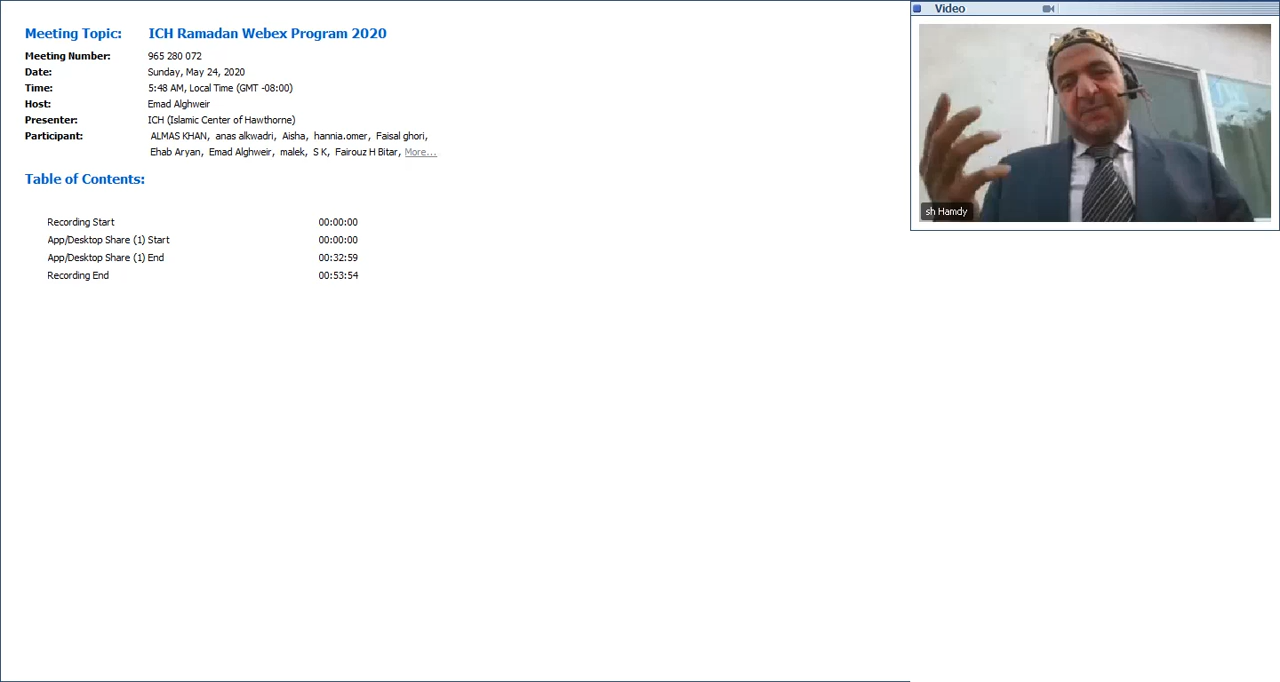 Meeting Topic: ICH Ramadan Webex Program 2020
Meeting Number: 965 280 072
Date: Sunday, May 24, 2020
Time: 5:48 AM, Local Time (GMT -08:00)
Host: Emad Alghweir
Presenter: ICH (Islamic Center of Hawthorne)
Participant: ALMAS KHAN, anas alkwadri, Aisha, hannia.omer, Faisal ghori,
Ehab Aryan, Emad Alghweir, malek, S K, Fairouz H Bitar, More...
Table of Contents:
Recording Start 00:00:00
App/Desktop Share (1) Start 00:00:00
App/Desktop Share (1) End 00:32:59
Recording End 00:53:54
Video
sh Hamdy